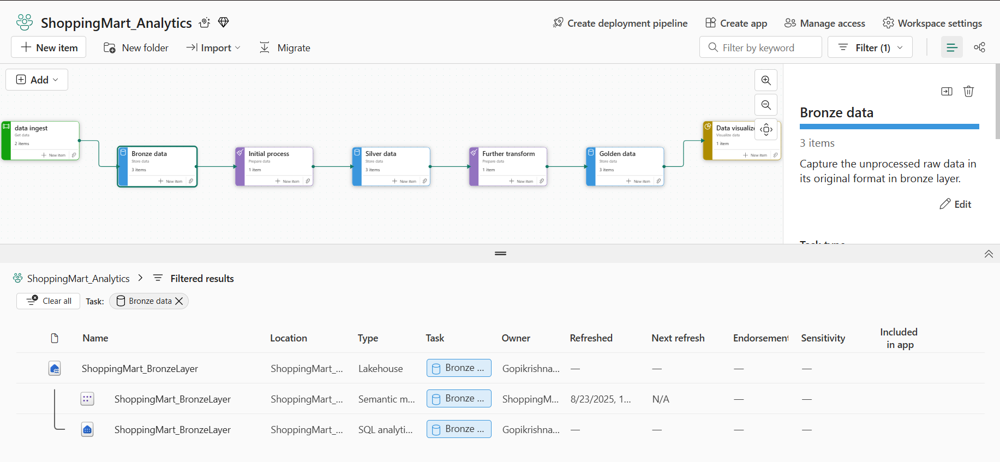 ShoppingMart_Analytics
Create deployment pipeline
Create app
Manage access
Workspace settings
New item
New folder
Import
Migrate
Filter by keyword
Filter (1)
Add
data ingest
Get data
2 items
New item
Bronze data
Store data
3 items
New item
Initial process
Prepare data
1 item
New item
Silver data
Store data
3 items
New item
Further transform
Prepare data
1 item
New item
Golden data
Store data
3 items
New item
Data visualize
Visualize data
1 item
New item
Bronze data
3 items
Capture the unprocessed raw data in
its original format in bronze layer.
Edit
Task type
ShoppingMart_Analytics > Filtered results
Clear all Task: Bronze data
Name Location Type Task Owner Refreshed Next refresh Endorsement Sensitivity Included
in app
ShoppingMart_BronzeLayer ShoppingMart_... Lakehouse Bronze ... Gopikrishna... — — — —
ShoppingMart_BronzeLayer ShoppingMart_... Semantic m... Bronze ... ShoppingM... 8/23/2025, 1... N/A — —
ShoppingMart_BronzeLayer ShoppingMart_... SQL analyti... Bronze ... Gopikrishna... — — — —